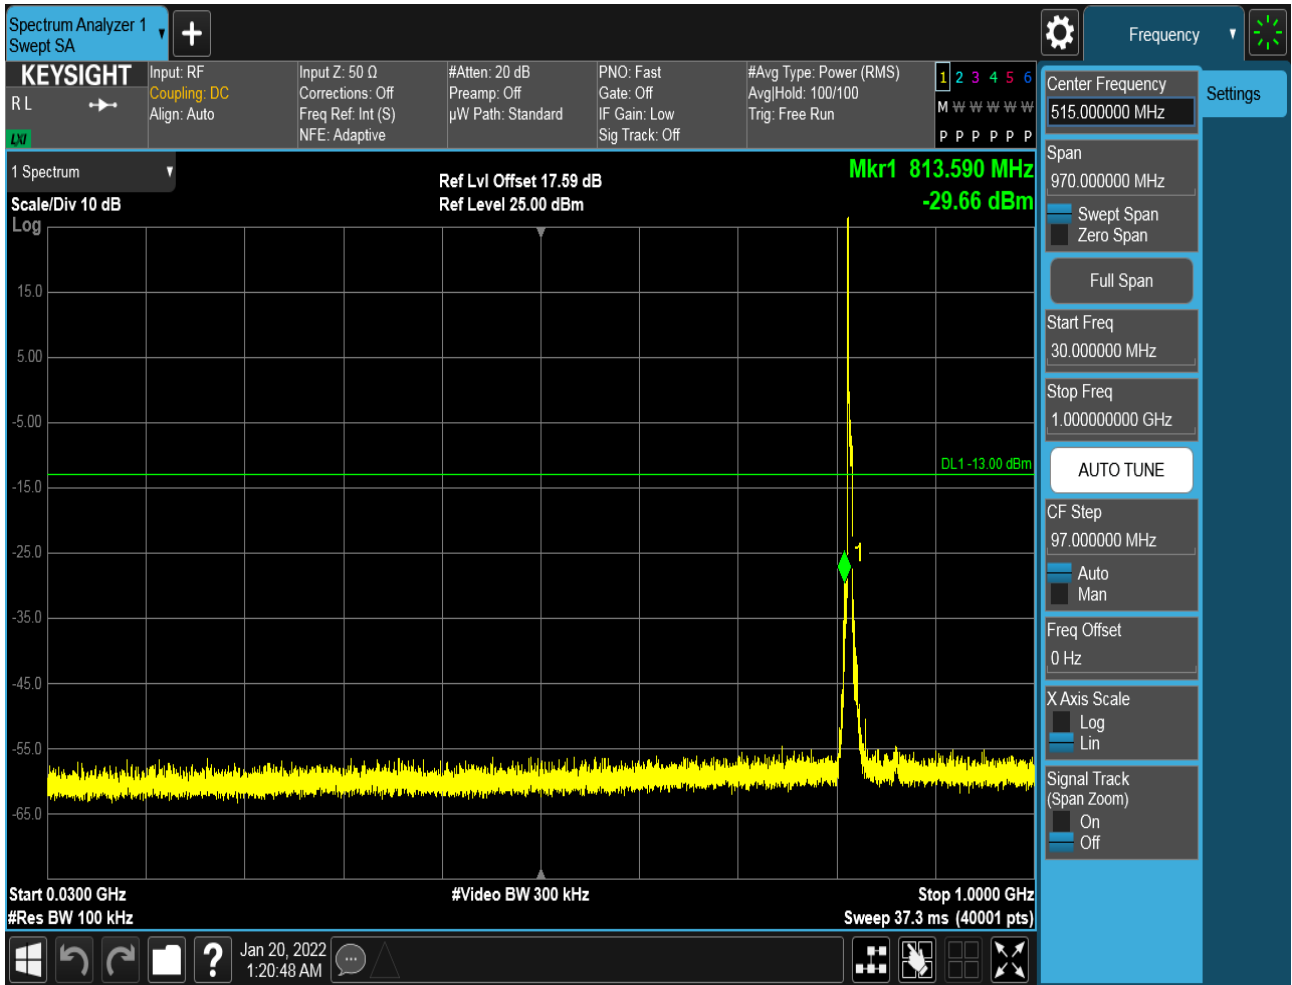 Spectrum Analyzer 1
Swept SA
Frequency
KEYSIGHT
R L
LXI
Input: RF
Coupling: DC
Align: Auto
Input Z: 50 Ω
Corrections: Off
Freq Ref: Int (S)
NFE: Adaptive
#Atten: 20 dB
Preamp: Off
µW Path: Standard
PNO: Fast
Gate: Off
IF Gain: Low
Sig Track: Off
#Avg Type: Power (RMS)
Avg|Hold: 100/100
Trig: Free Run
1 2 3 4 5 6
M W W W W W
P P P P P P
1 Spectrum
Scale/Div 10 dB
Log
Ref Lvl Offset 17.59 dB
Ref Level 25.00 dBm
Mkr1 813.590 MHz
-29.66 dBm
15.0
5.00
-5.00
DL1 -13.00 dBm
-15.0
-25.0
1
-35.0
-45.0
-55.0
-65.0
Start 0.0300 GHz
#Video BW 300 kHz
Stop 1.0000 GHz
#Res BW 100 kHz
Sweep 37.3 ms (40001 pts)
Center Frequency
515.000000 MHz
Settings
Span
970.000000 MHz
Swept Span
Zero Span
Full Span
Start Freq
30.000000 MHz
Stop Freq
1.000000000 GHz
AUTO TUNE
CF Step
97.000000 MHz
Auto
Man
Freq Offset
0 Hz
X Axis Scale
Log
Lin
Signal Track
(Span Zoom)
On
Off
?
Jan 20, 2022
1:20:48 AM